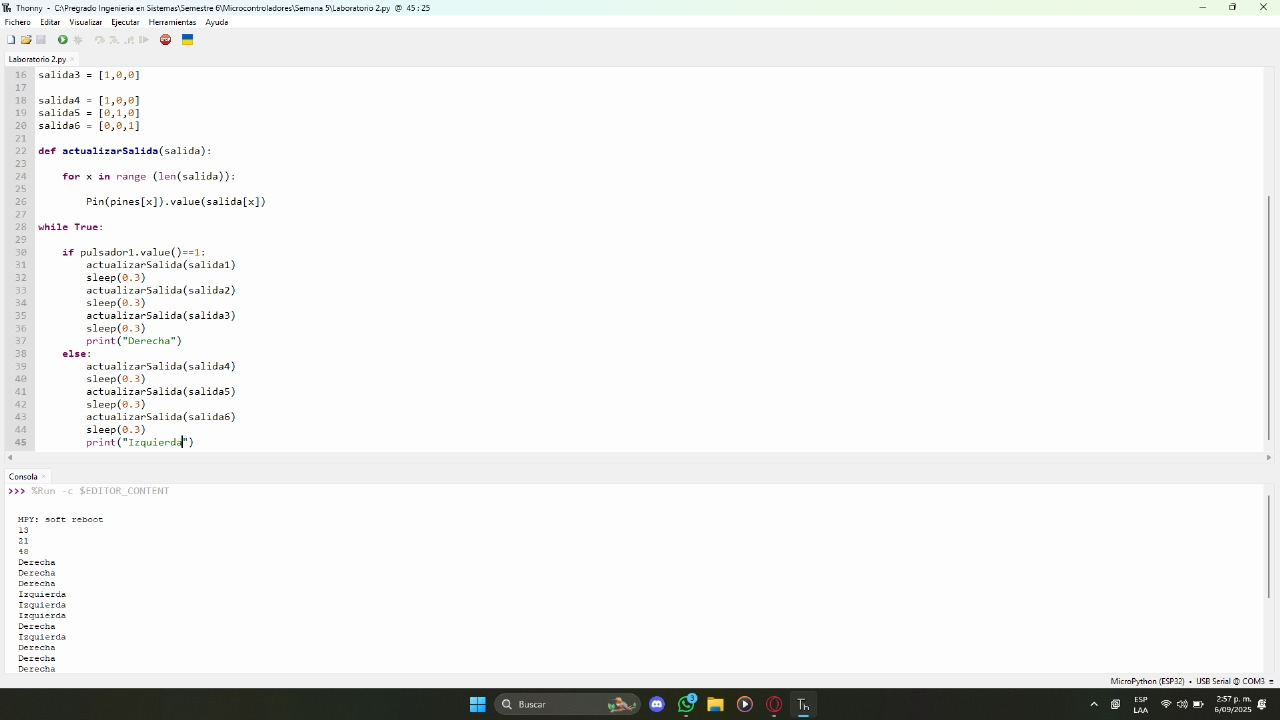 Thonny - C:\Pregrado Ingenieria en Sistemas\Semestre 6\Microcontroladores\Semana 5\Laboratorio 2.py @ 45 : 25
Fichero Editar Visualizar Ejecutar Herramientas Ayuda
Laboratorio 2.py ×
16 salida3 = [1,0,0]
17
18 salida4 = [1,0,0]
19 salida5 = [0,1,0]
20 salida6 = [0,0,1]
21
22 def actualizarSalida(salida):
23
24 for x in range (len(salida)):
25
26 Pin(pines[x]).value(salida[x])
27
28 while True:
29
30 if pulsador1.value()==1:
31 actualizarSalida(salida1)
32 sleep(0.3)
33 actualizarSalida(salida2)
34 sleep(0.3)
35 actualizarSalida(salida3)
36 sleep(0.3)
37 print("Derecha")
38 else:
39 actualizarSalida(salida4)
40 sleep(0.3)
41 actualizarSalida(salida5)
42 sleep(0.3)
43 actualizarSalida(salida6)
44 sleep(0.3)
45 print("Izquierda")
Consola ×
>>> %Run -c $EDITOR_CONTENT
MPY: soft reboot
13
21
48
Derecha
Derecha
Derecha
Izquierda
Izquierda
Izquierda
Derecha
Izquierda
Derecha
Derecha
Derecha
MicroPython (ESP32) • USB Serial @ COM3 ≡
Buscar
3
Th
ESP
LAA
2:57 p. m.
6/09/2025